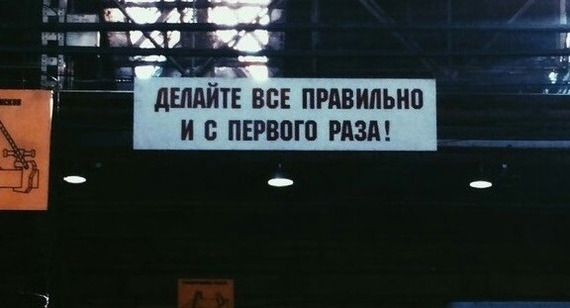 ДЕЛАЙТЕ ВСЕ ПРАВИЛЬНО
И С ПЕРВОГО РАЗА!